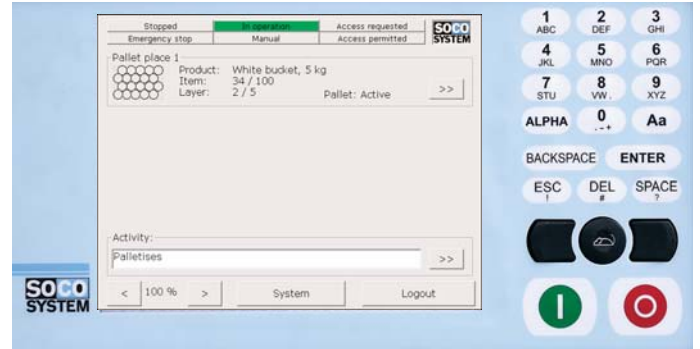 Stopped In operation Access requested SOCO
Emergency stop Manual Access permitted SYSTEM
Pallet place 1
Product: White bucket, 5 kg
Item: 34 / 100
Layer: 2 / 5 Pallet: Active >>
Activity:
Palletises >>
< 100 % > System Logout
SOCO
SYSTEM
1 2 3
ABC DEF GHI
4 5 6
JKL MNO PQR
7 8 9
STU VW. XYZ
ALPHA 0 Aa
.-+
BACKSPACE ENTER
ESC DEL SPACE
! # ?